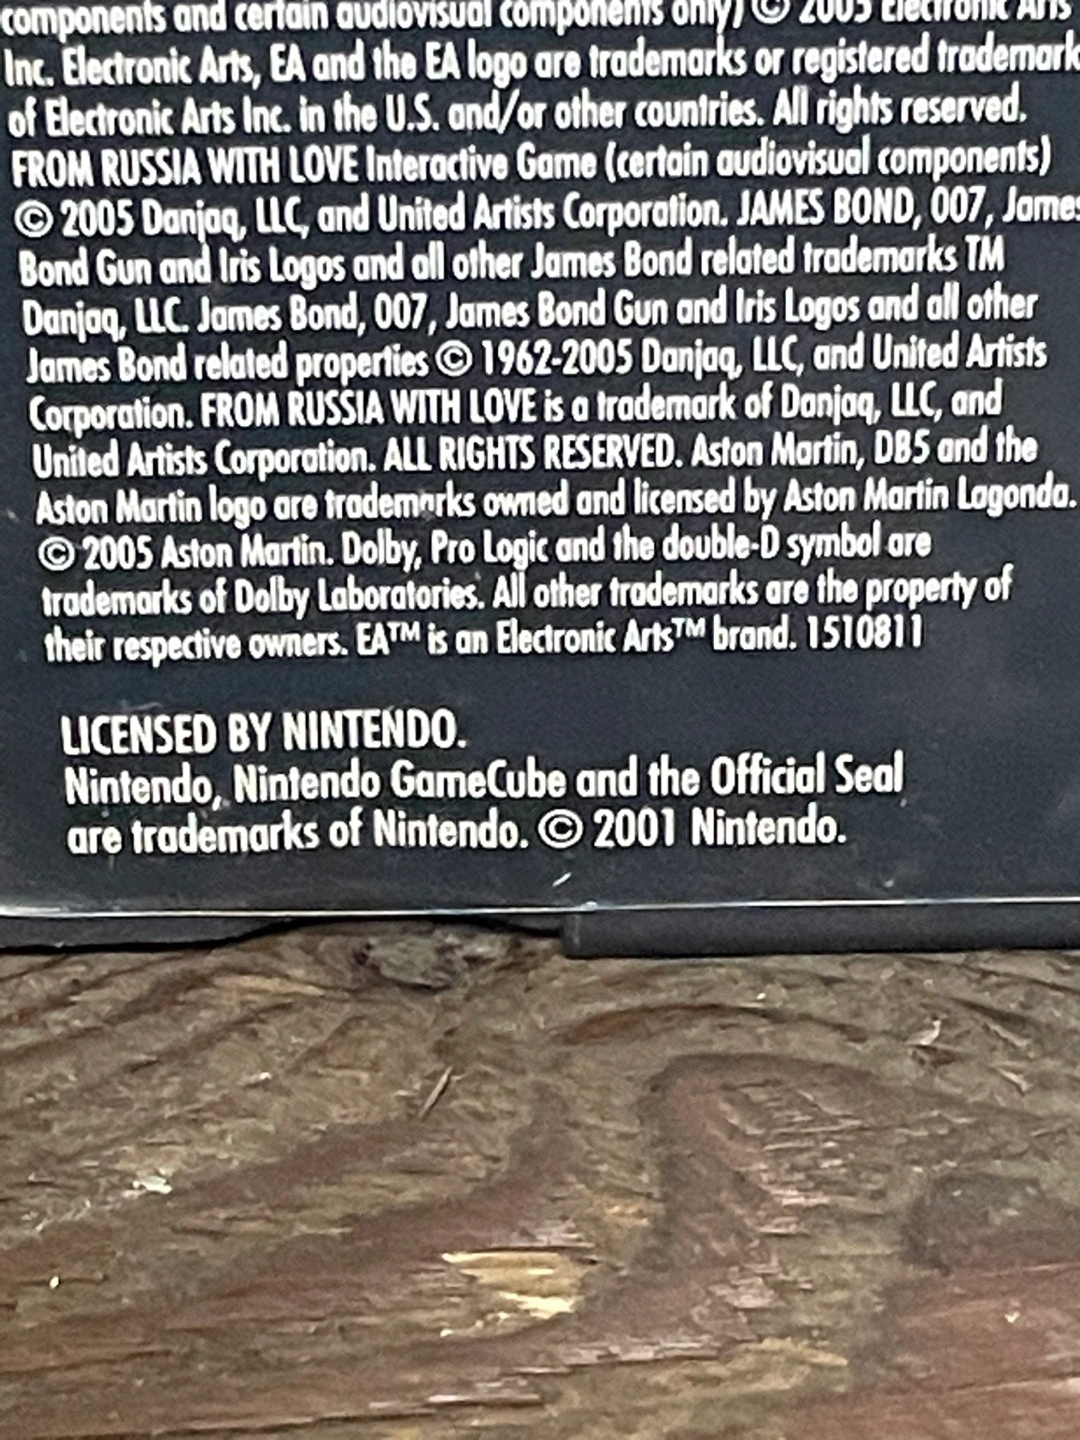 components and certain audiovisual components only) © 2005 Electronic Arts
Inc. Electronic Arts, EA and the EA logo are trademarks or registered trademark
of Electronic Arts Inc. in the U.S. and/or other countries. All rights reserved.
FROM RUSSIA WITH LOVE Interactive Game (certain audiovisual components)
© 2005 Danjaq, LLC, and United Artists Corporation. JAMES BOND, 007, James
Bond Gun and Iris Logos and all other James Bond related trademarks TM
Danjaq, LLC. James Bond, 007, James Bond Gun and Iris Logos and all other
James Bond related properties © 1962-2005 Danjaq, LLC, and United Artists
Corporation. FROM RUSSIA WITH LOVE is a trademark of Danjaq, LLC, and
United Artists Corporation. ALL RIGHTS RESERVED. Aston Martin, DB5 and the
Aston Martin logo are trademarks owned and licensed by Aston Martin Lagonda.
© 2005 Aston Martin. Dolby, Pro Logic and the double-D symbol are
trademarks of Dolby Laboratories. All other trademarks are the property of
their respective owners. EA™ is an Electronic Arts™ brand. 1510811
LICENSED BY NINTENDO.
Nintendo, Nintendo GameCube and the Official Seal
are trademarks of Nintendo. © 2001 Nintendo.